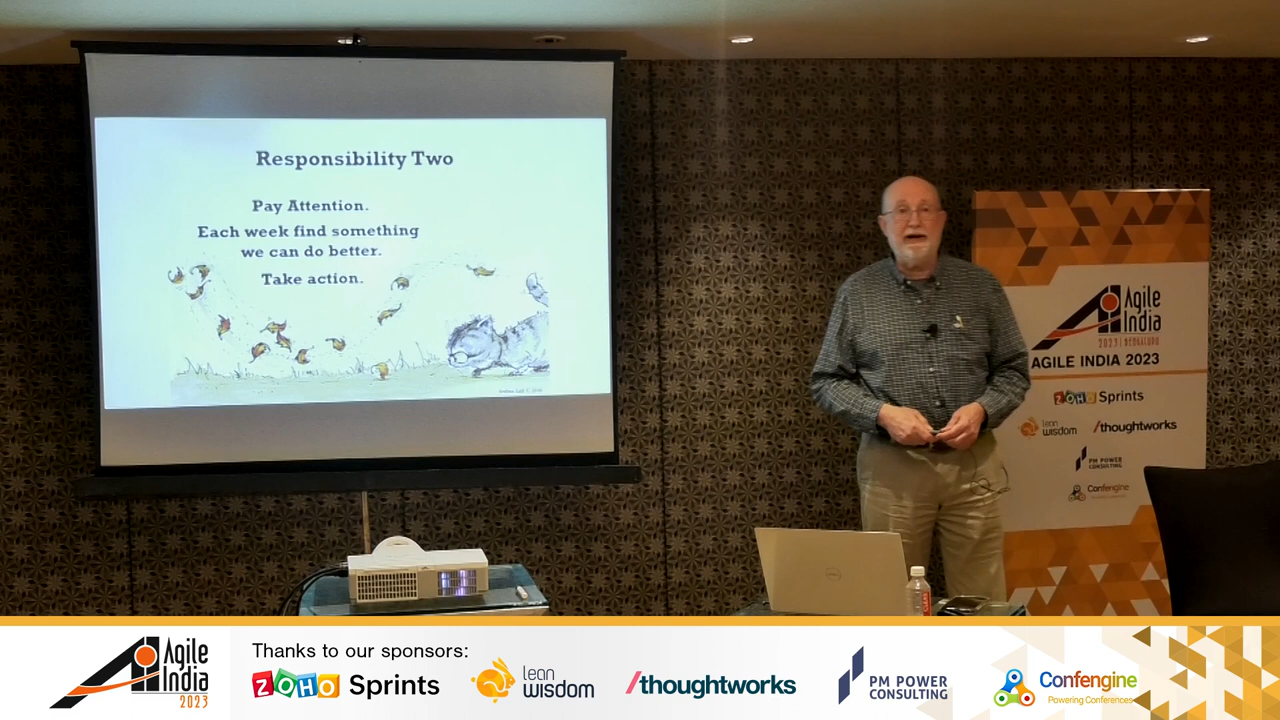 Responsibility Two
Pay Attention.
Each week find something
we can do better.
Take action.
Agile
India
2023 | BENGALURU
AGILE INDIA 2023
ZOHO Sprints
lean
wisdom
/thoughtworks
PM POWER
CONSULTING
Confengine
DELL
Agile
India
2023
Thanks to our sponsors:
ZOHO Sprints
lean
wisdom
/thoughtworks
PM POWER
CONSULTING
Confengine
Powering Conferences